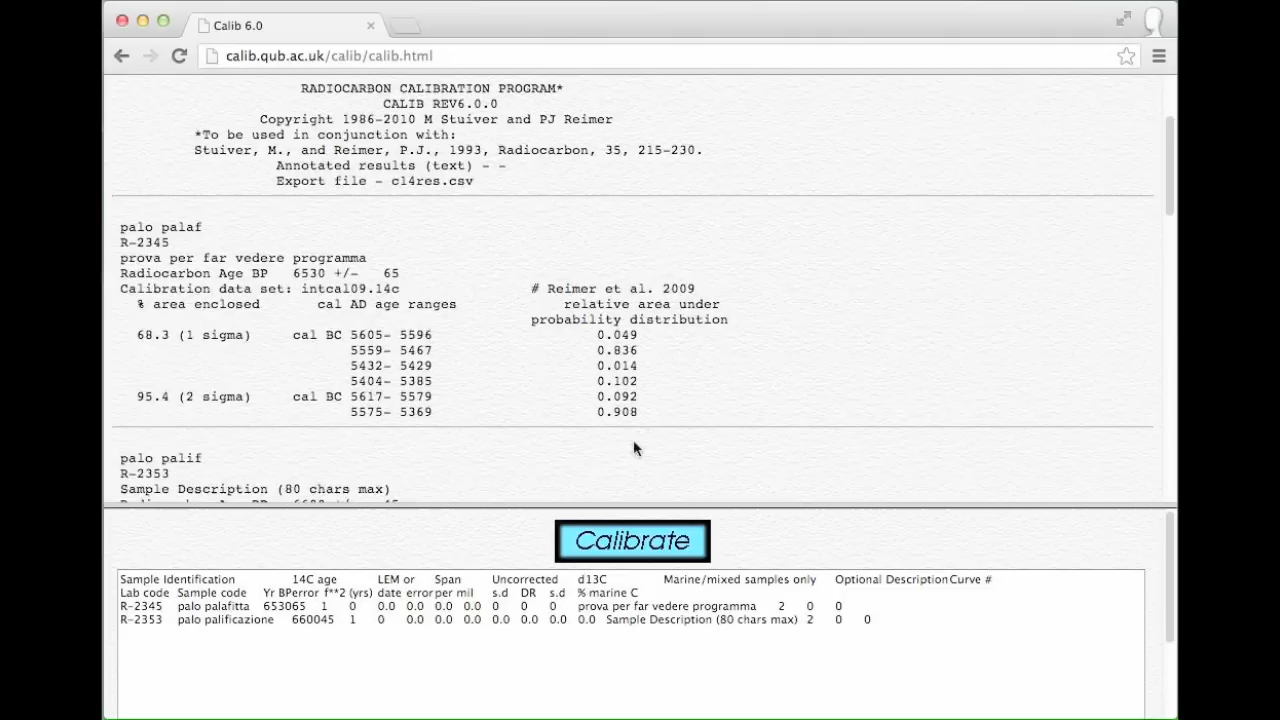 Calib 6.0
calib.qub.ac.uk/calib/calib.html
RADIOCARBON CALIBRATION PROGRAM*
CALIB REV6.0.0
Copyright 1986-2010 M Stuiver and PJ Reimer
*To be used in conjunction with:
Stuiver, M., and Reimer, P.J., 1993, Radiocarbon, 35, 215-230.
Annotated results (text) - -
Export file - c14res.csv
palo palaf
R-2345
prova per far vedere programma
Radiocarbon Age BP 6530 +/- 65
Calibration data set: intcal09.14c # Reimer et al. 2009
% area enclosed cal AD age ranges relative area under
probability distribution
68.3 (1 sigma) cal BC 5605- 5596 0.049
5559- 5467 0.836
5432- 5429 0.014
5404- 5385 0.102
95.4 (2 sigma) cal BC 5617- 5579 0.092
5575- 5369 0.908
palo palif
R-2353
Sample Description (80 chars max)
Calibrate
Sample Identification 14C age LEM or Span Uncorrected d13C Marine/mixed samples only Optional Description Curve #
Lab code Sample code Yr BPerror f**2 (yrs) date error per mil s.d DR s.d % marine C
R-2345 palo palafitta 653065 1 0 0.0 0.0 0.0 0.0 0 0 0 prova per far vedere programma 2 0 0
R-2353 palo palificazione 660045 1 0 0.0 0.0 0.0 0.0 0.0 0.0 0.0 Sample Description (80 chars max) 2 0 0